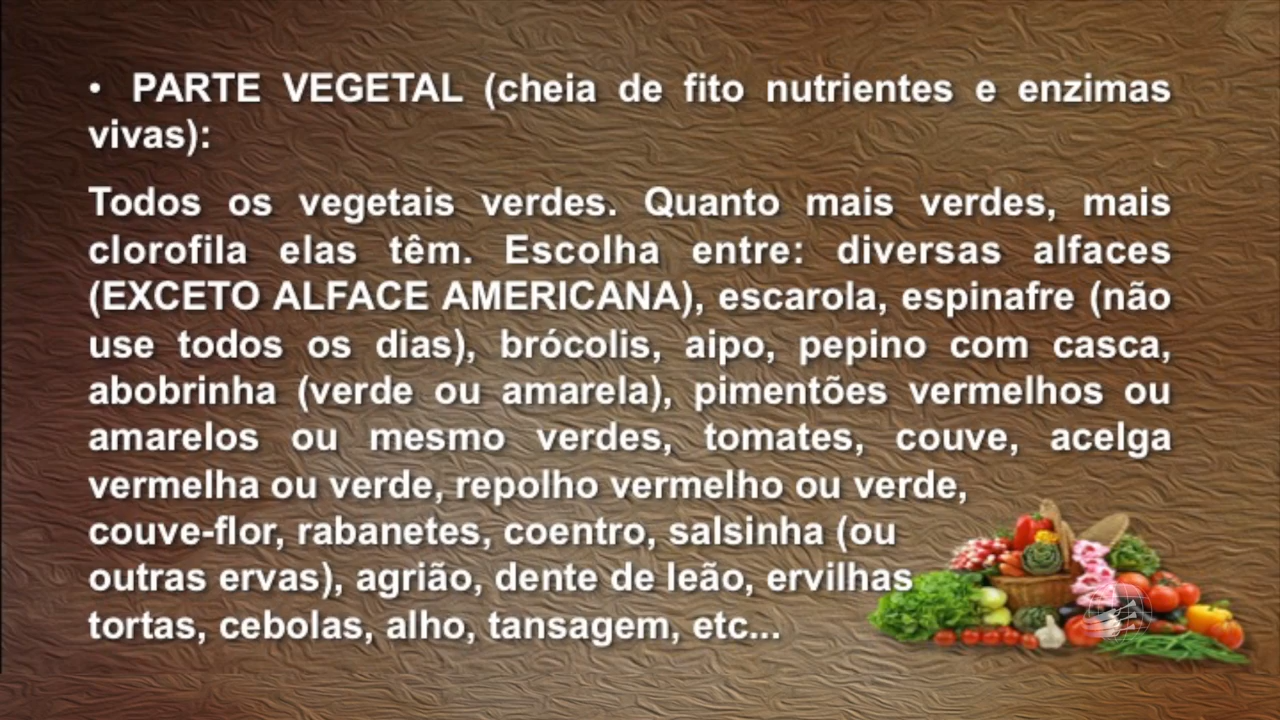 • PARTE VEGETAL (cheia de fito nutrientes e enzimas
vivas):
Todos os vegetais verdes. Quanto mais verdes, mais
clorofila elas têm. Escolha entre: diversas alfaces
(EXCETO ALFACE AMERICANA), escarola, espinafre (não
use todos os dias), brócolis, aipo, pepino com casca,
abobrinha (verde ou amarela), pimentões vermelhos ou
amarelos ou mesmo verdes, tomates, couve, acelga
vermelha ou verde, repolho vermelho ou verde,
couve-flor, rabanetes, coentro, salsinha (ou
outras ervas), agrião, dente de leão, ervilhas
tortas, cebolas, alho, tansagem, etc...